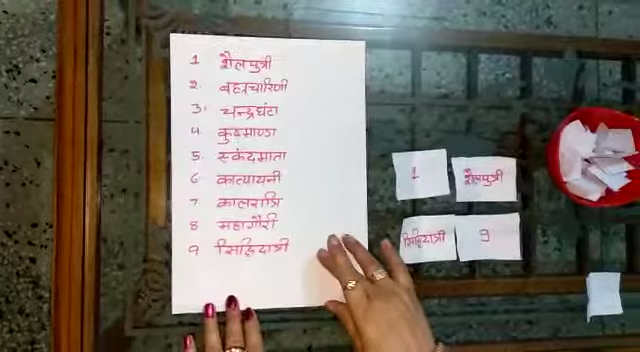 1 शैलपुत्री
2. ब्रह्मचारिणी
3. चन्द्रघंटा
4. कुष्माण्डा
5. स्कंदमाता
6. कात्यायनी
7 कालरात्रि
8 महागौरी
9 सिद्धिदात्री
1 शैलपुत्री
सिद्धिदात्री 9